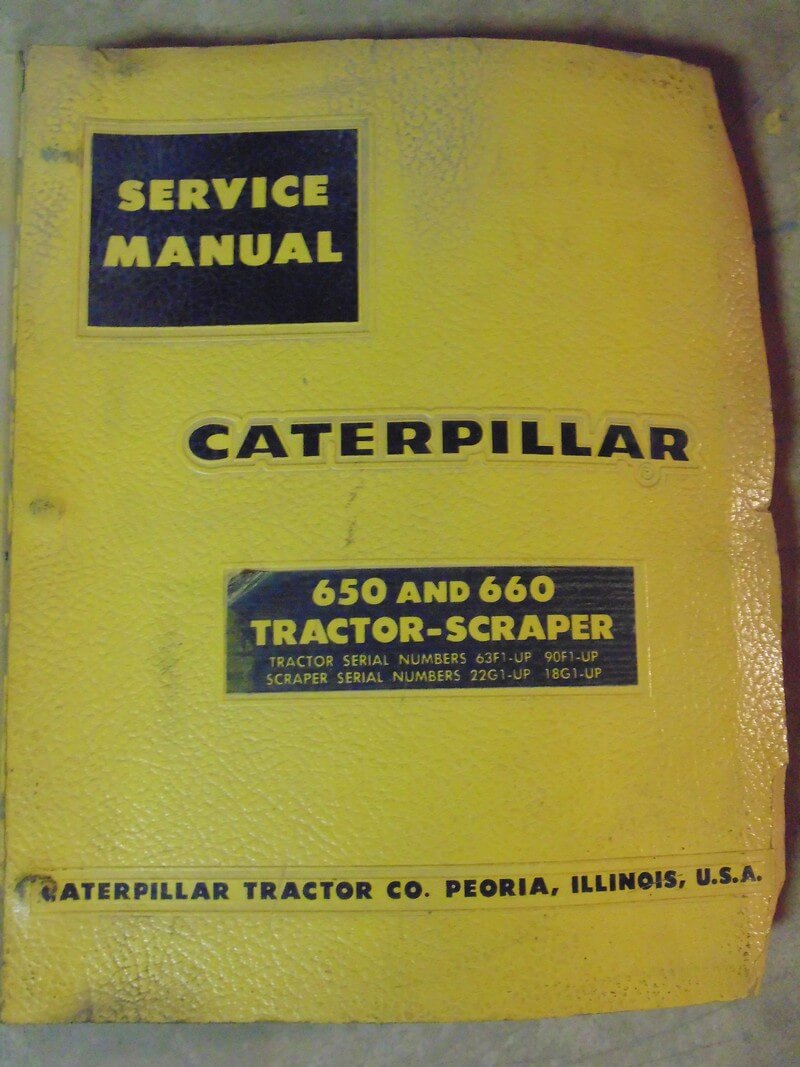 SERVICE
MANUAL
CATERPILLAR
®
650 AND 660
TRACTOR-SCRAPER
TRACTOR SERIAL NUMBERS 63F1-UP 90F1-UP
SCRAPER SERIAL NUMBERS 22G1-UP 18G1-UP
CATERPILLAR TRACTOR CO. PEORIA, ILLINOIS, U.S.A.